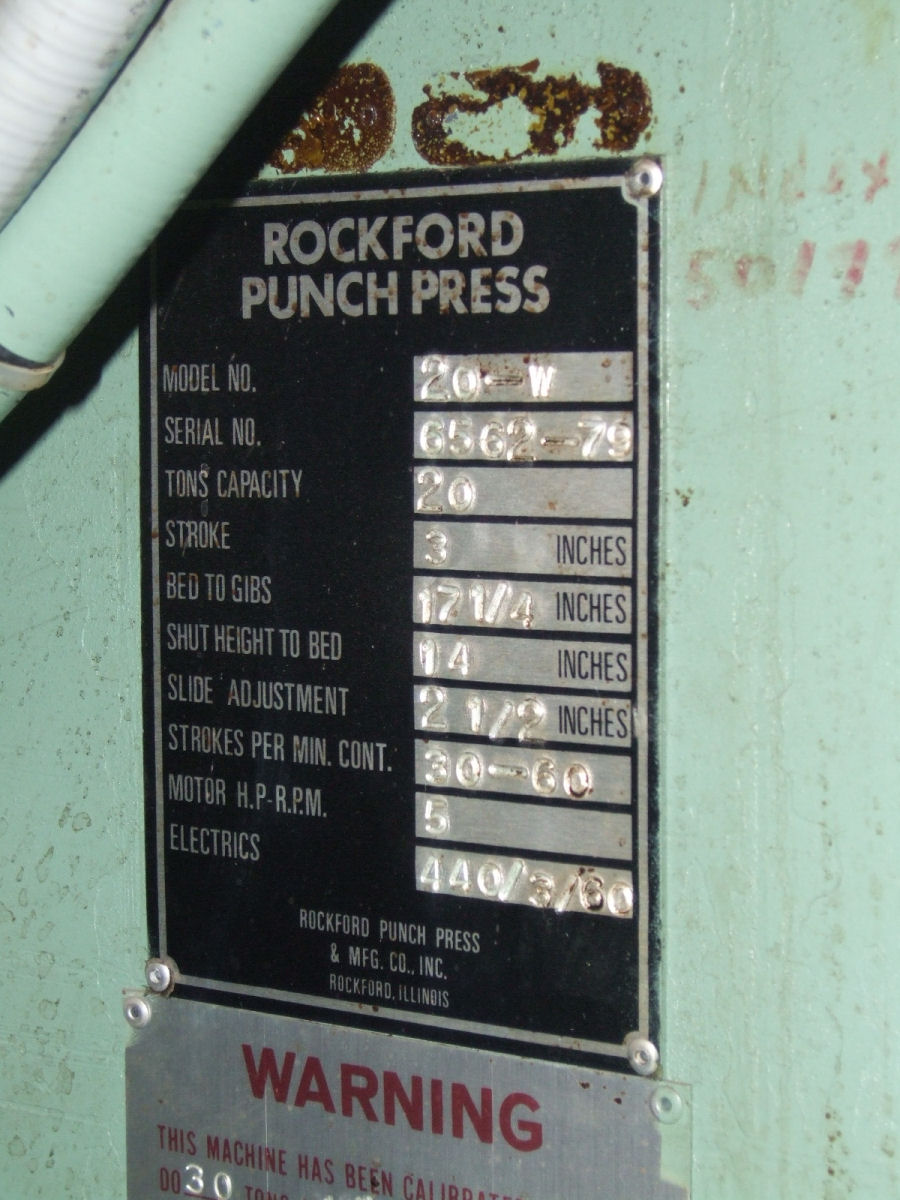 ROCKFORD
PUNCH PRESS
MODEL NO. 20-W
SERIAL NO. 6562-79
TONS CAPACITY 20
STROKE 3 INCHES
BED TO GIBS 17 1/4 INCHES
SHUT HEIGHT TO BED 14 INCHES
SLIDE ADJUSTMENT 2 1/2 INCHES
STROKES PER MIN. CONT. 30-60
MOTOR H.P-R.P.M. 5
ELECTRICS 440/3/60
ROCKFORD PUNCH PRESS
& MFG. CO., INC.
ROCKFORD, ILLINOIS
WARNING
THIS MACHINE HAS BEEN
DO 30 TONS